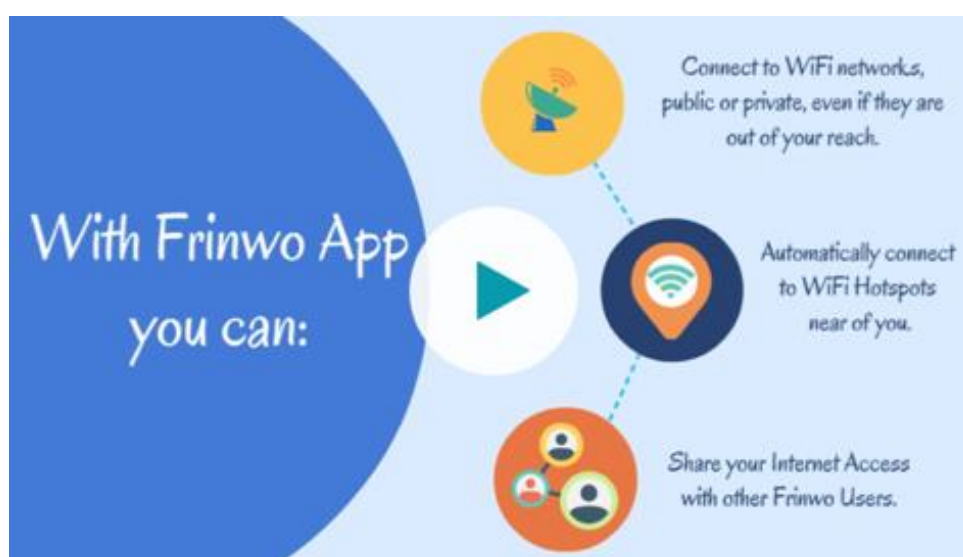 With Frinwo App
you can:
Connect to WiFi networks,
public or private, even if they are
out of your reach.
Automatically connect
to WiFi Hotspots
near of you.
Share your Internet Access
with other Frinwo Users.